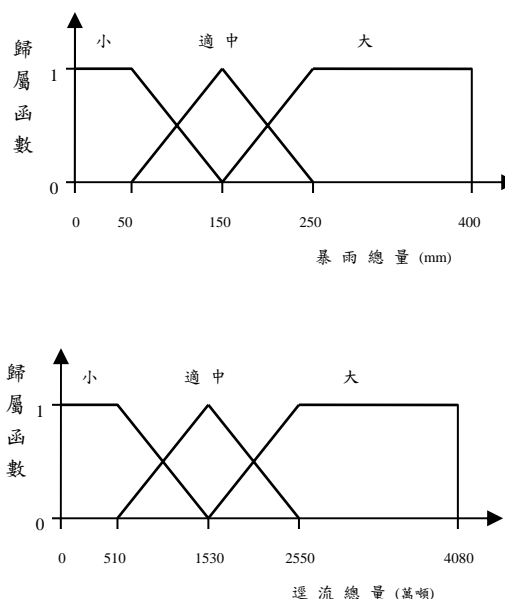 小 適 中 大
歸屬函數
1
0
0 50 150 250 400
暴 雨 總 量 (mm)
小 適 中 大
歸屬函數
1
0
0 510 1530 2550 4080
逕 流 總 量 (萬噸)